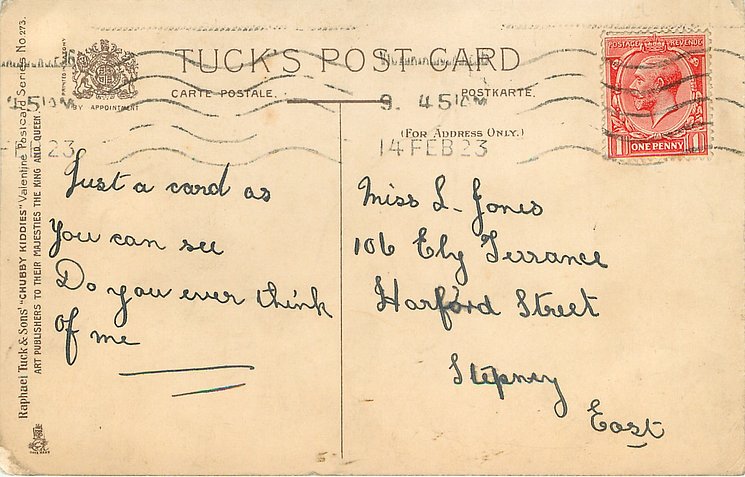 TUCK'S POST CARD
CARTE POSTALE.
POSTKARTE.
BY APPOINTMENT
(FOR ADDRESS ONLY.)
9. 45 AM
14 FEB 23
POSTAGE REVENUE
1 ONE PENNY 1
Raphael Tuck & Sons' "CHUBBY KIDDIES" Valentine Postcard Series No 273.
ART PUBLISHERS TO THEIR MAJESTIES THE KING AND QUEEN.
Just a card as
you can see
Do you ever think
of me
Miss L. Jones
106 Ely Terrance
Harford Street
Stepney
East